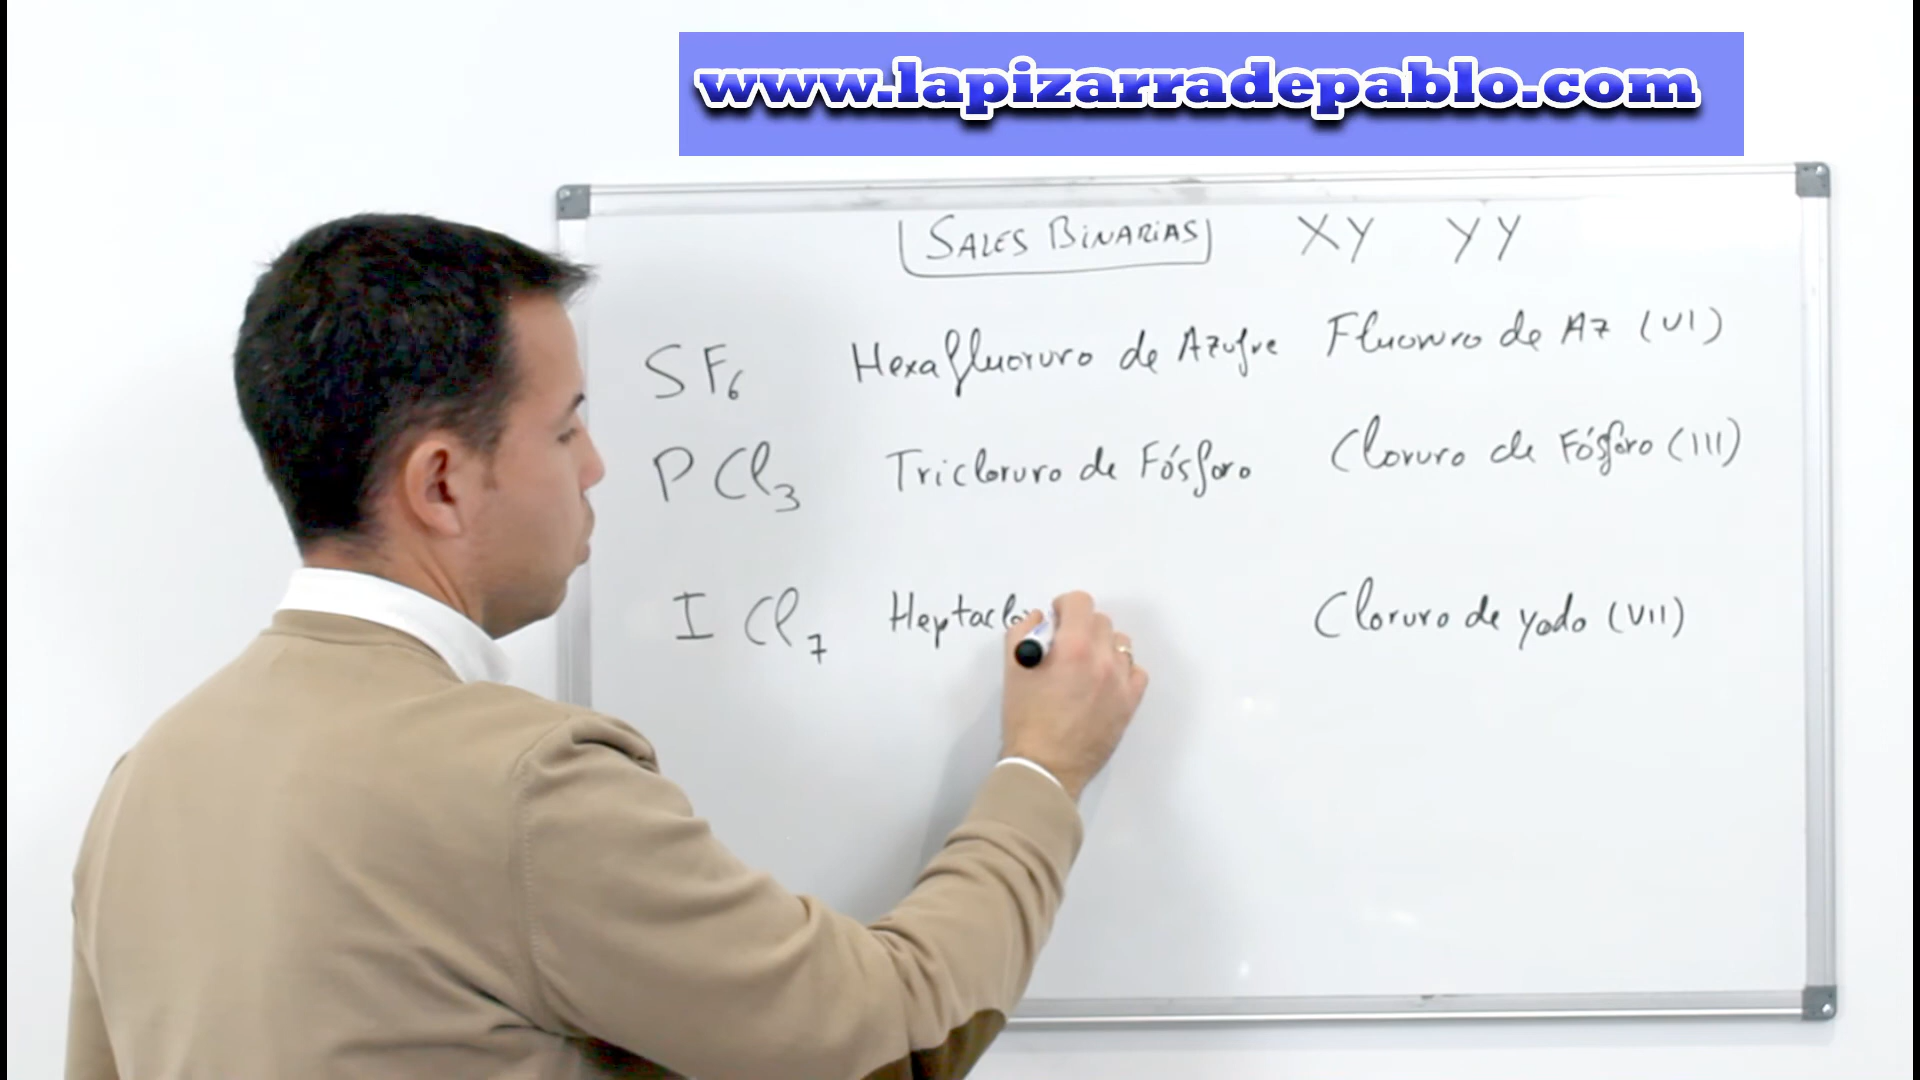 www.lapizarradepablo.com
SALES BINARIAS XY YY
SF6 Hexafluoruro de Azufre Fluoruro de Az (VI)
PCl3 Tricloruro de Fósforo Cloruro de Fósforo (III)
ICl7 Heptaclo Cloruro de yodo (VII)